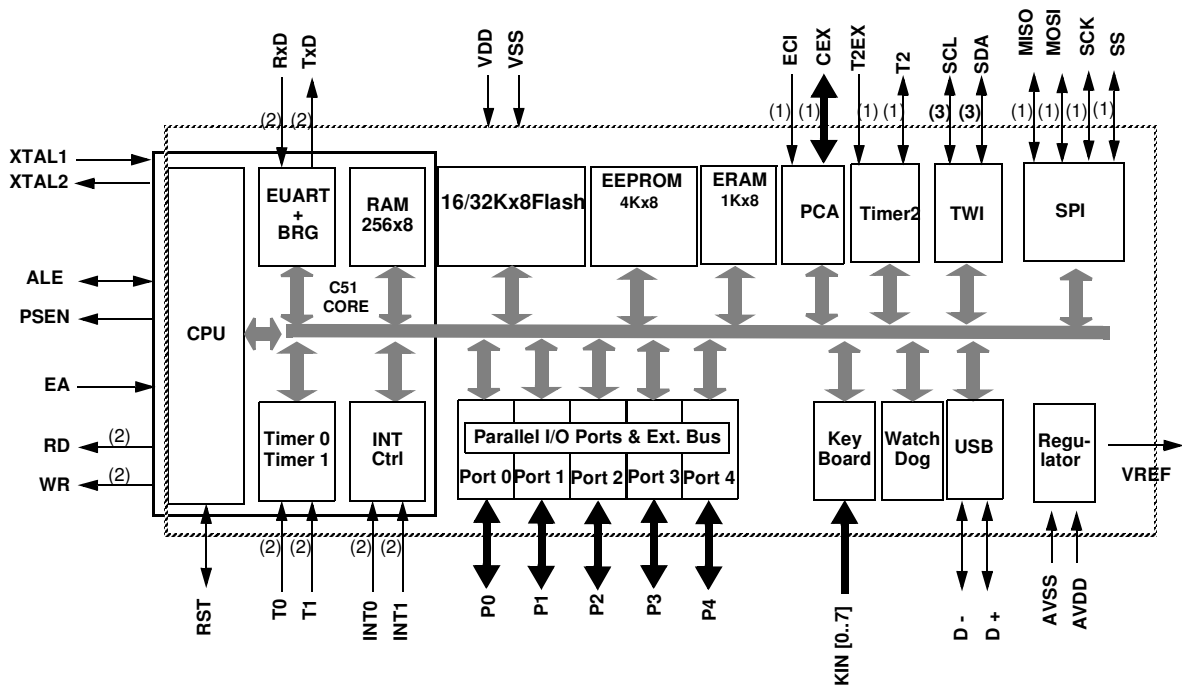 RxD
TxD
VDD
VSS
ECI
CEX
T2EX
T2
SCL
SDA
MISO
MOSI
SCK
SS
(2)
(2)
(1)
(1)
(1)
(1)
(3)
(3)
(1)
(1)
(1)
(1)
XTAL1
XTAL2
ALE
PSEN
EA
RD
(2)
WR
(2)
CPU
EUART
+
BRG
RAM
256x8
C51
CORE
16/32Kx8Flash
EEPROM
4Kx8
ERAM
1Kx8
PCA
Timer2
TWI
SPI
Timer 0
Timer 1
INT
Ctrl
Parallel I/O Ports & Ext. Bus
Port 0
Port 1
Port 2
Port 3
Port 4
Key
Board
Watch
Dog
USB
Regu-
lator
VREF
(2)
(2)
(2)
(2)
RST
T0
T1
INT0
INT1
P0
P1
P2
P3
P4
KIN [0..7]
D -
D +
AVSS
AVDD